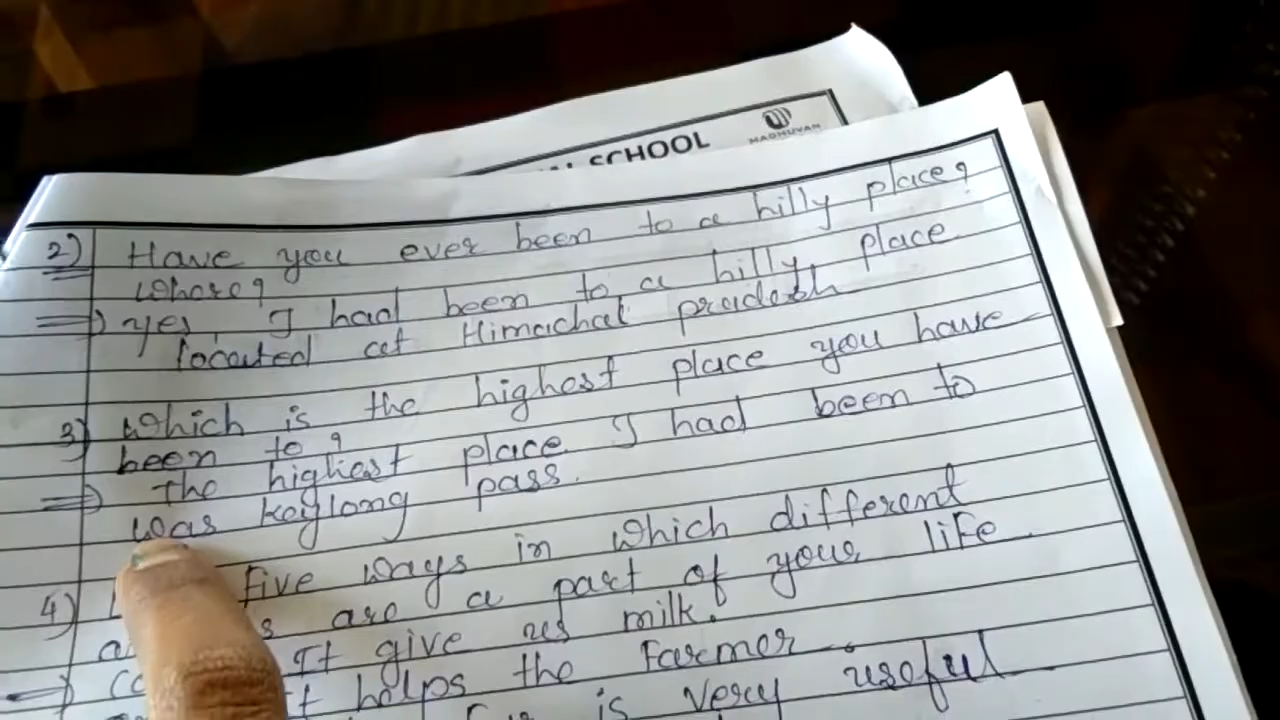 SCHOOL
MADHUVAN
2) Have you ever been to a hilly place?
where?
=> yes, I had been to a hilly place
located at Himachal pradesh
3) which is the highest place you have
been to?
=> The highest place I had been to
was keylong pass.
4) Five ways in which different
are a part of your life.
=> It give us milk.
helps the farmer.
is very useful